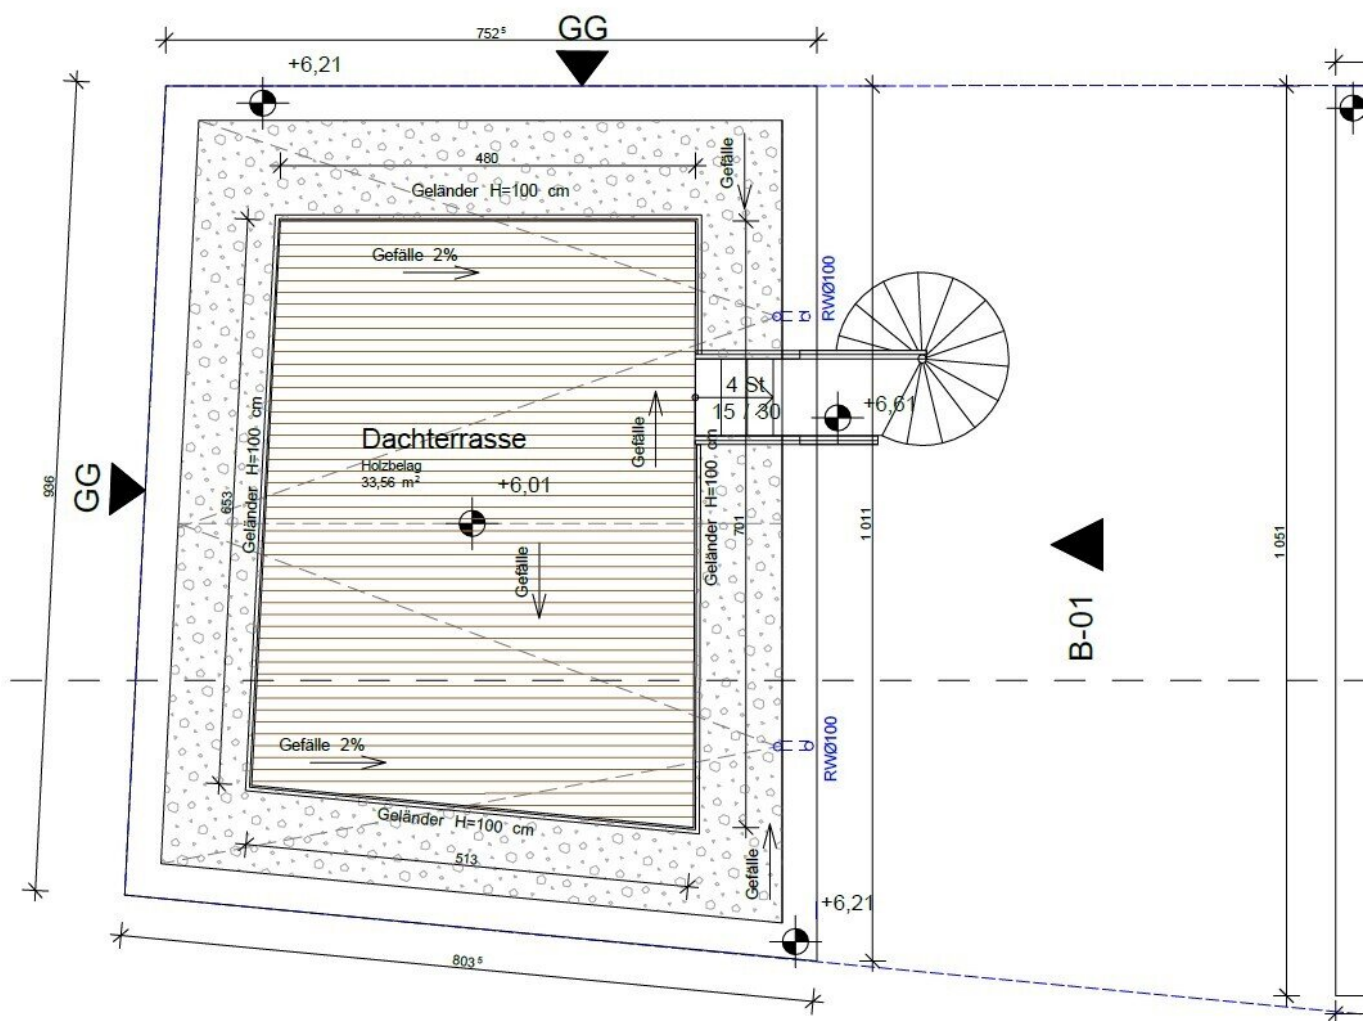 752⁵
GG
+6,21
480
Geländer H=100 cm
Gefälle
Gefälle 2%
RWØ100
4 St
15 / 30
+6,61
Geländer H=100 cm
653
936
GG
Dachterrasse
Holzbelag
33,56 m²
+6,01
Gefälle
Gefälle
Geländer H=100 cm
701
1 011
1 051
B-01
RWØ100
Gefälle 2%
Geländer H=100 cm
513
Gefälle
+6,21
803⁵